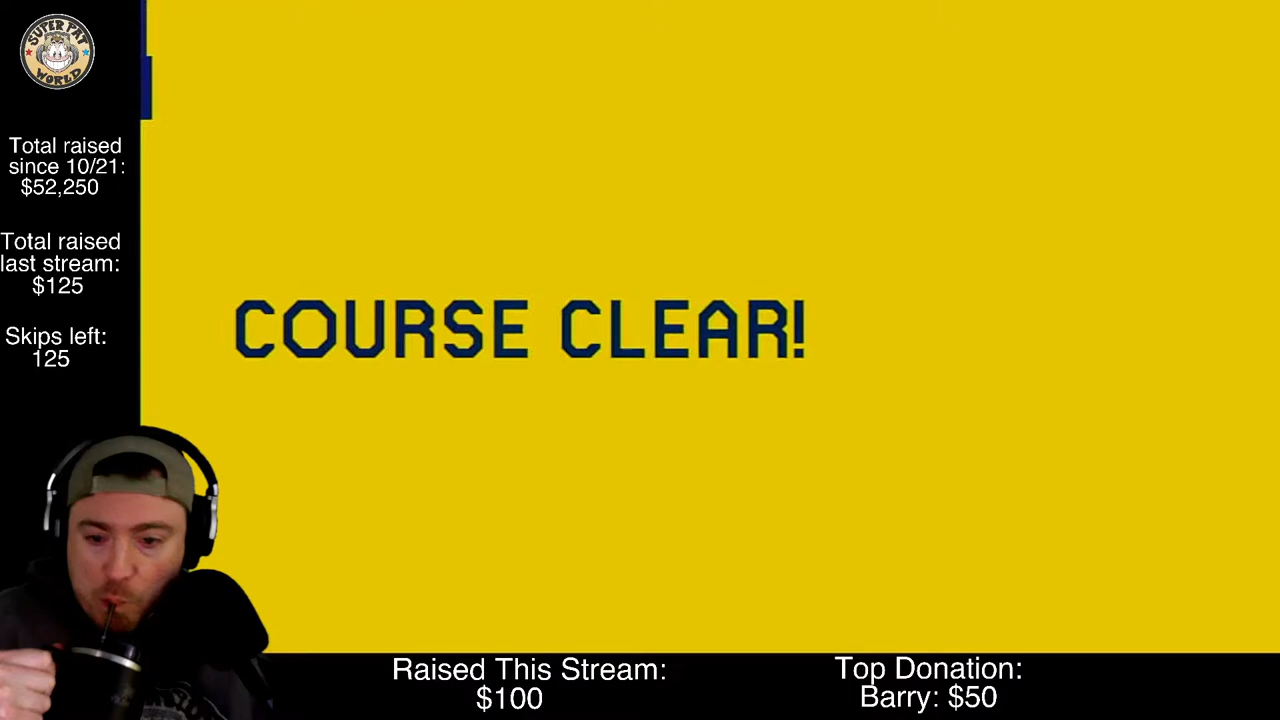 SUPER PAT
WORLD
Total raised
since 10/21:
$52,250
Total raised
last stream:
$125
Skips left:
125
COURSE CLEAR!
Raised This Stream:
$100
Top Donation:
Barry: $50